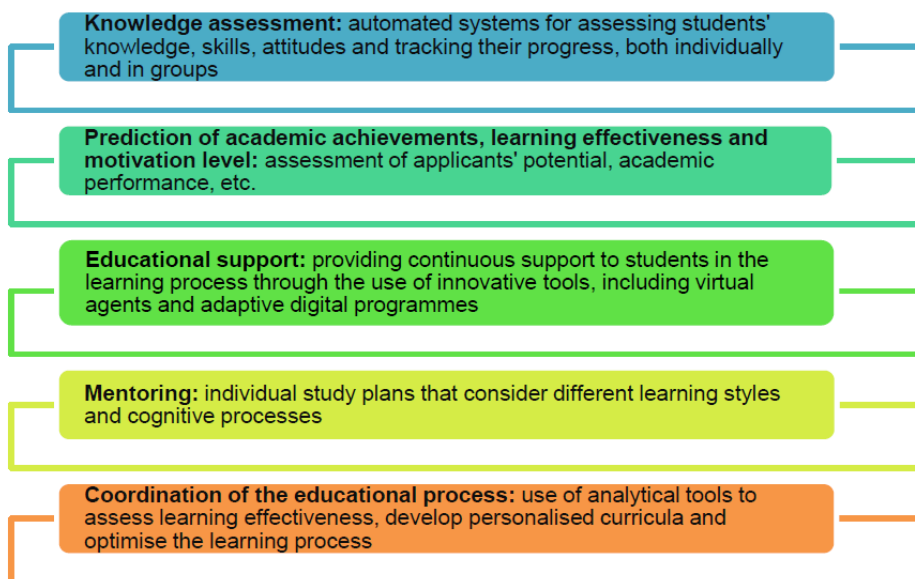 Knowledge assessment: automated systems for assessing students'
knowledge, skills, attitudes and tracking their progress, both individually
and in groups
Prediction of academic achievements, learning effectiveness and
motivation level: assessment of applicants' potential, academic
performance, etc.
Educational support: providing continuous support to students in the
learning process through the use of innovative tools, including virtual
agents and adaptive digital programmes
Mentoring: individual study plans that consider different learning styles
and cognitive processes
Coordination of the educational process: use of analytical tools to
assess learning effectiveness, develop personalised curricula and
optimise the learning process